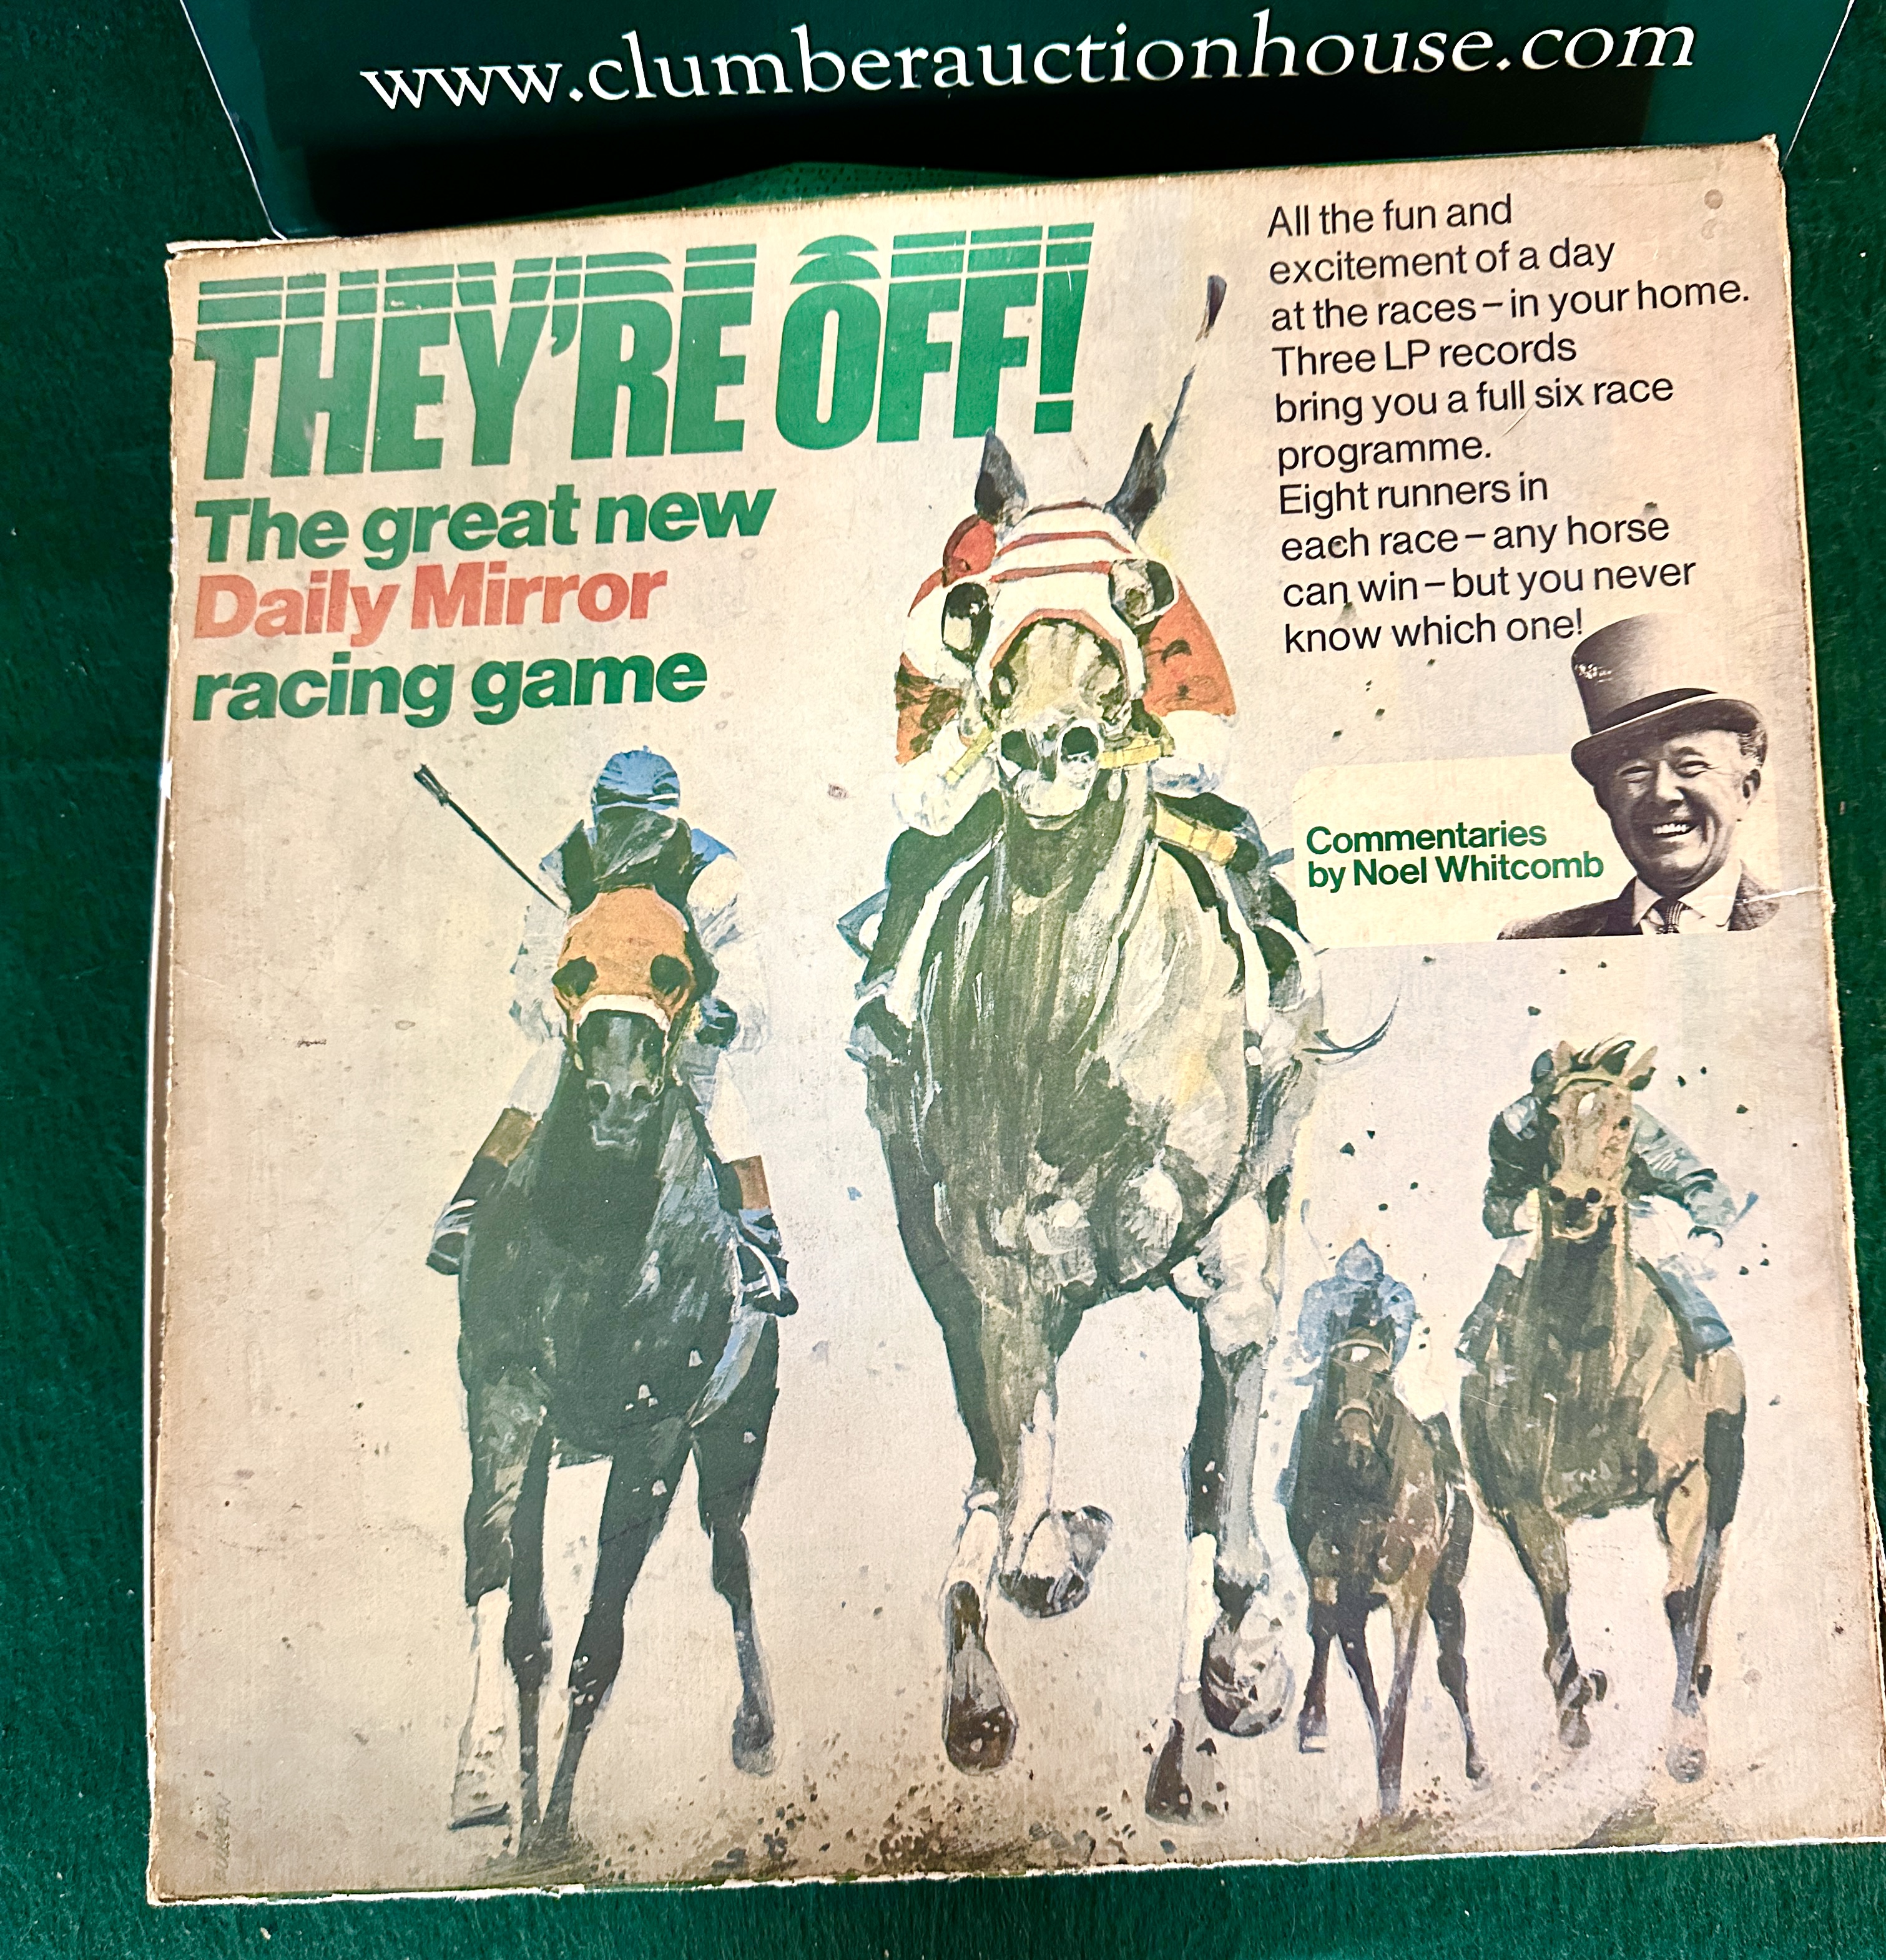 www.clumberauctionhouse.com
THEY'RE OFF!
The great new
Daily Mirror
racing game
All the fun and
excitement of a day
at the races – in your home.
Three LP records
bring you a full six race
programme.
Eight runners in
each race – any horse
can win – but you never
know which one!
Commentaries
by Noel Whitcomb